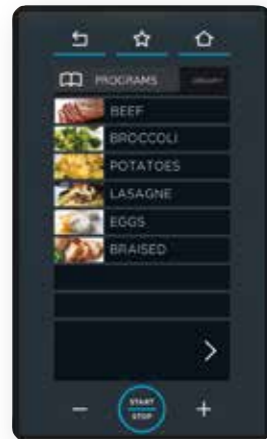 PROGRAMS
BEEF
BROCCOLI
POTATOES
LASAGNE
EGGS
BRAISED
START
STOP